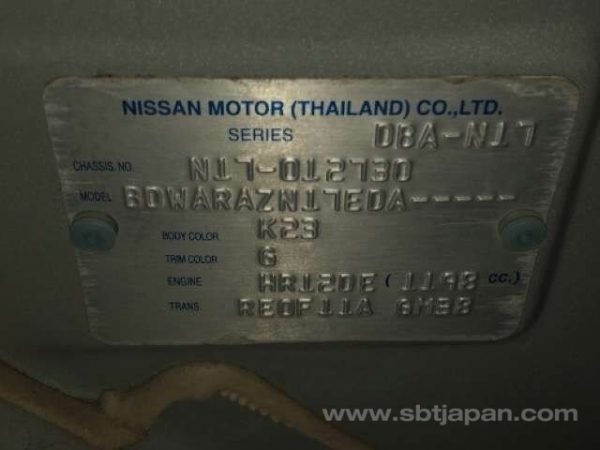 NISSAN MOTOR (THAILAND) CO.,LTD.
SERIES DBA-N17
CHASSIS NO. N17-012730
MODEL BDWARAZN17EDA-----
BODY COLOR K23
TRIM COLOR G
ENGINE HR12DE (1198 cc.)
TRANS. RE0F11A GM38
www.sbtjapan.com